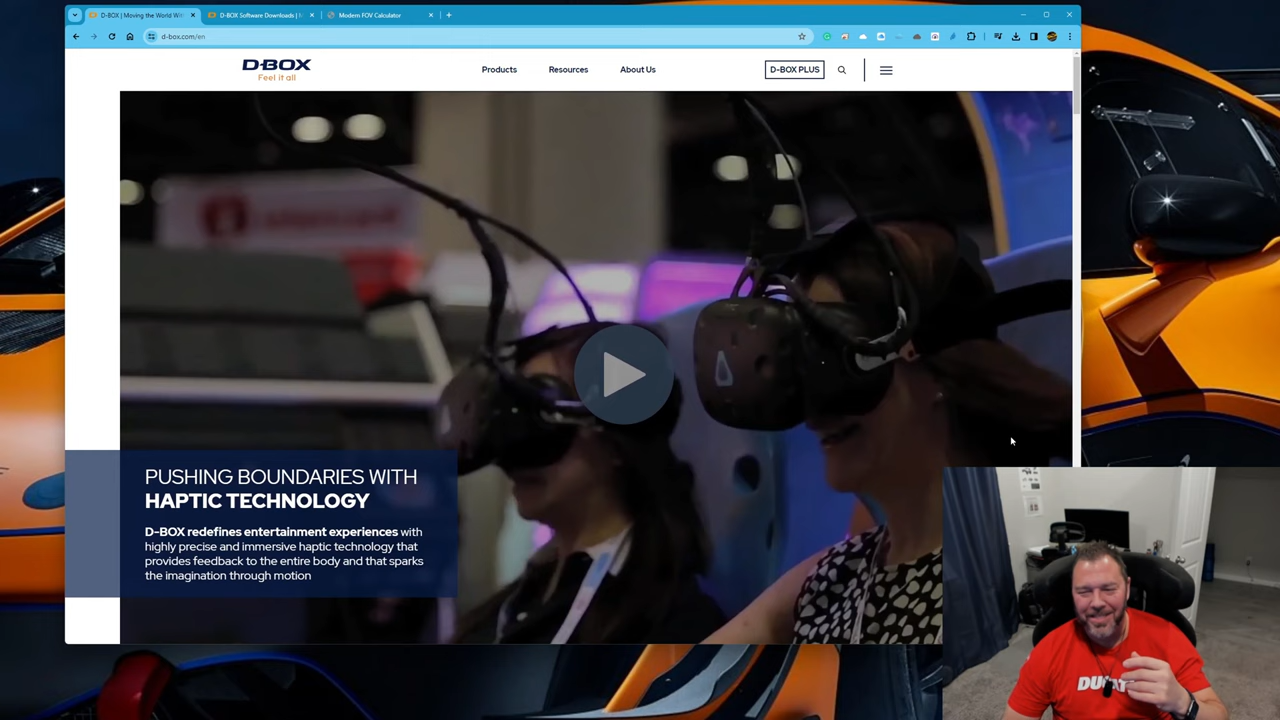 D-BOX | Moving the World Wit
D-BOX Software Downloads |
Modern FOV Calculator
d-box.com/en
D-BOX
Feel it all
Products
Resources
About Us
D-BOX PLUS
PUSHING BOUNDARIES WITH
HAPTIC TECHNOLOGY
D-BOX redefines entertainment experiences with
highly precise and immersive haptic technology that
provides feedback to the entire body and that sparks
the imagination through motion